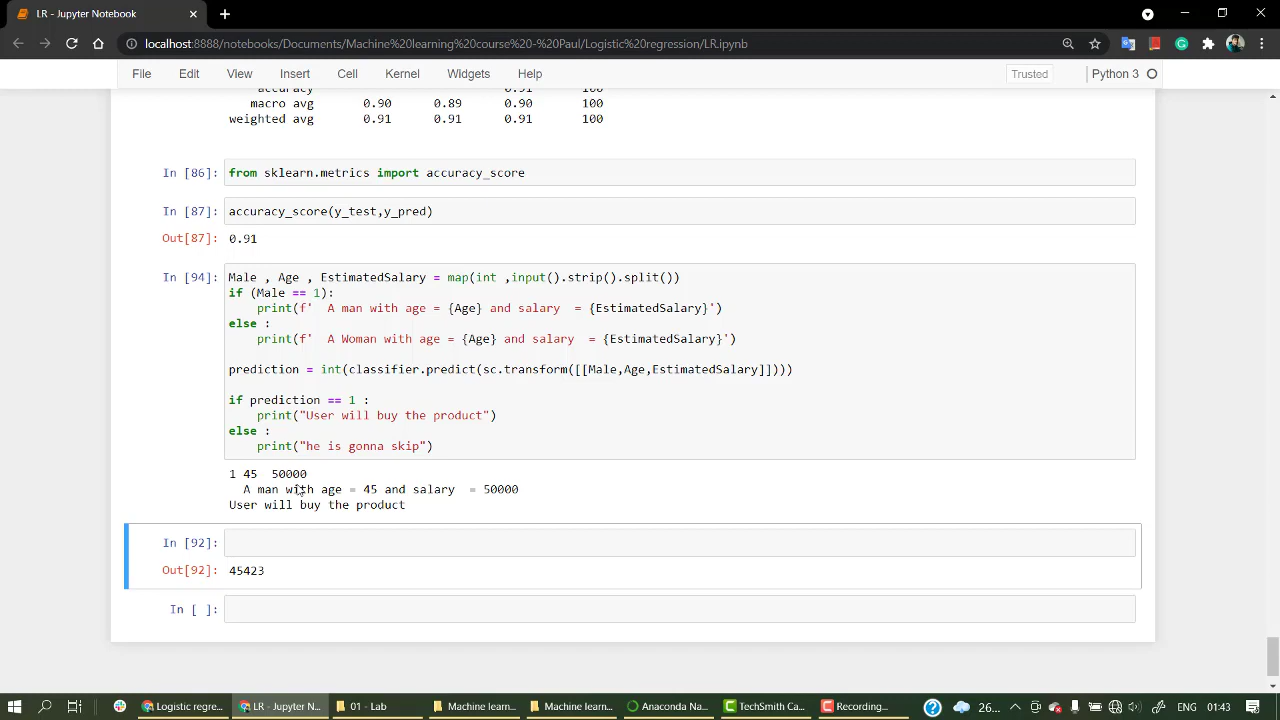 LR - Jupyter Notebook
localhost:8888/notebooks/Documents/Machine%20learning%20course%20-%20Paul/Logistic%20regression/LR.ipynb
File Edit View Insert Cell Kernel Widgets Help Trusted Python 3
accuracy 0.91 100
macro avg 0.90 0.89 0.90 100
weighted avg 0.91 0.91 0.91 100
In [86]: from sklearn.metrics import accuracy_score
In [87]: accuracy_score(y_test,y_pred)
Out[87]: 0.91
In [94]: Male , Age , EstimatedSalary = map(int ,input().strip().split())
if (Male == 1):
print(f'  A man with age = {Age} and salary  = {EstimatedSalary}')
else :
print(f'  A Woman with age = {Age} and salary  = {EstimatedSalary}')
prediction = int(classifier.predict(sc.transform([[Male,Age,EstimatedSalary]])))
if prediction == 1 :
print("User will buy the product")
else :
print("he is gonna skip")
1 45  50000
A man with age = 45 and salary  = 50000
User will buy the product
In [92]:
Out[92]: 45423
In [ ]:
Logistic regre... LR - Jupyter N... 01 - Lab Machine learn... Machine learn... Anaconda Na... TechSmith Ca... Recording... 26... ENG 01:43